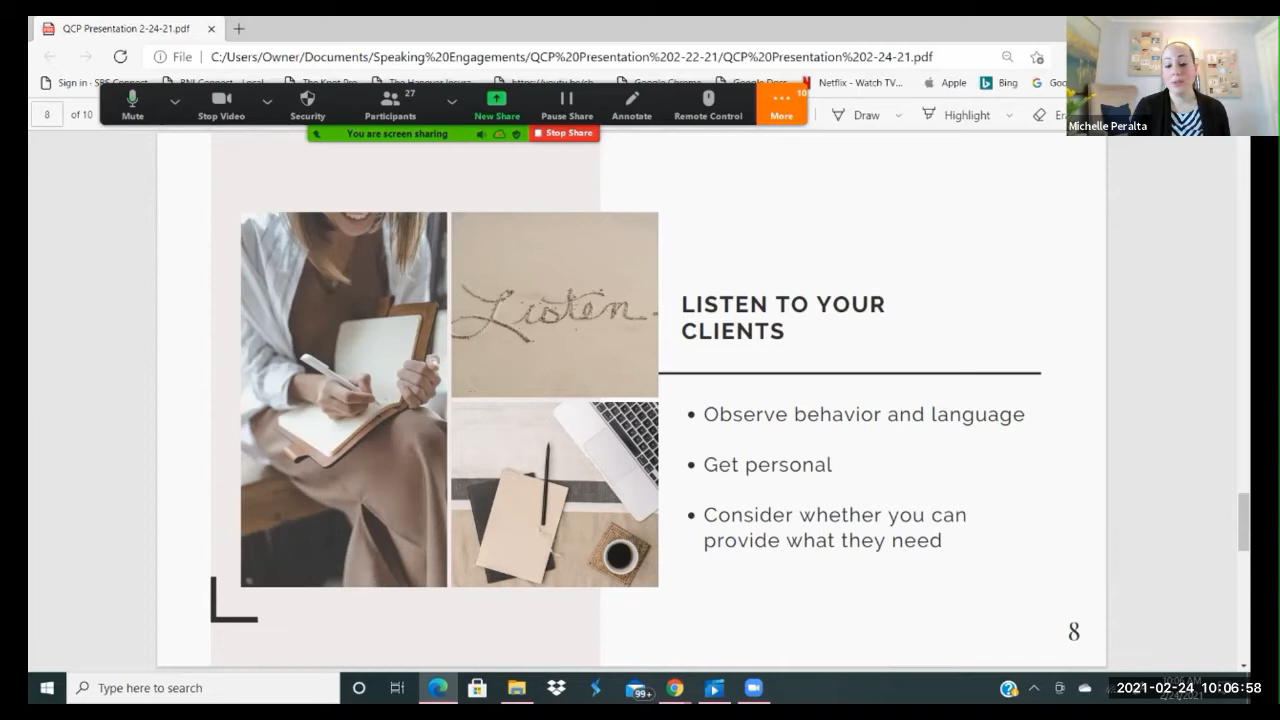 QCP Presentation 2-24-21.pdf
File
C:/Users/Owner/Documents/Speaking%20Engagements/QCP%20Presentation%202-22-21/QCP%20Presentation%202-24-21.pdf
Netflix - Watch TV...
Apple
Bing
8 of 10
Mute
Stop Video
Security
27
Participants
New Share
Pause Share
Annotate
Remote Control
More
Draw
Highlight
You are screen sharing
Stop Share
Michelle Peralta
Listen
LISTEN TO YOUR
CLIENTS
• Observe behavior and language
• Get personal
• Consider whether you can
provide what they need
8
Type here to search
99+
2021-02-24 10:06:58